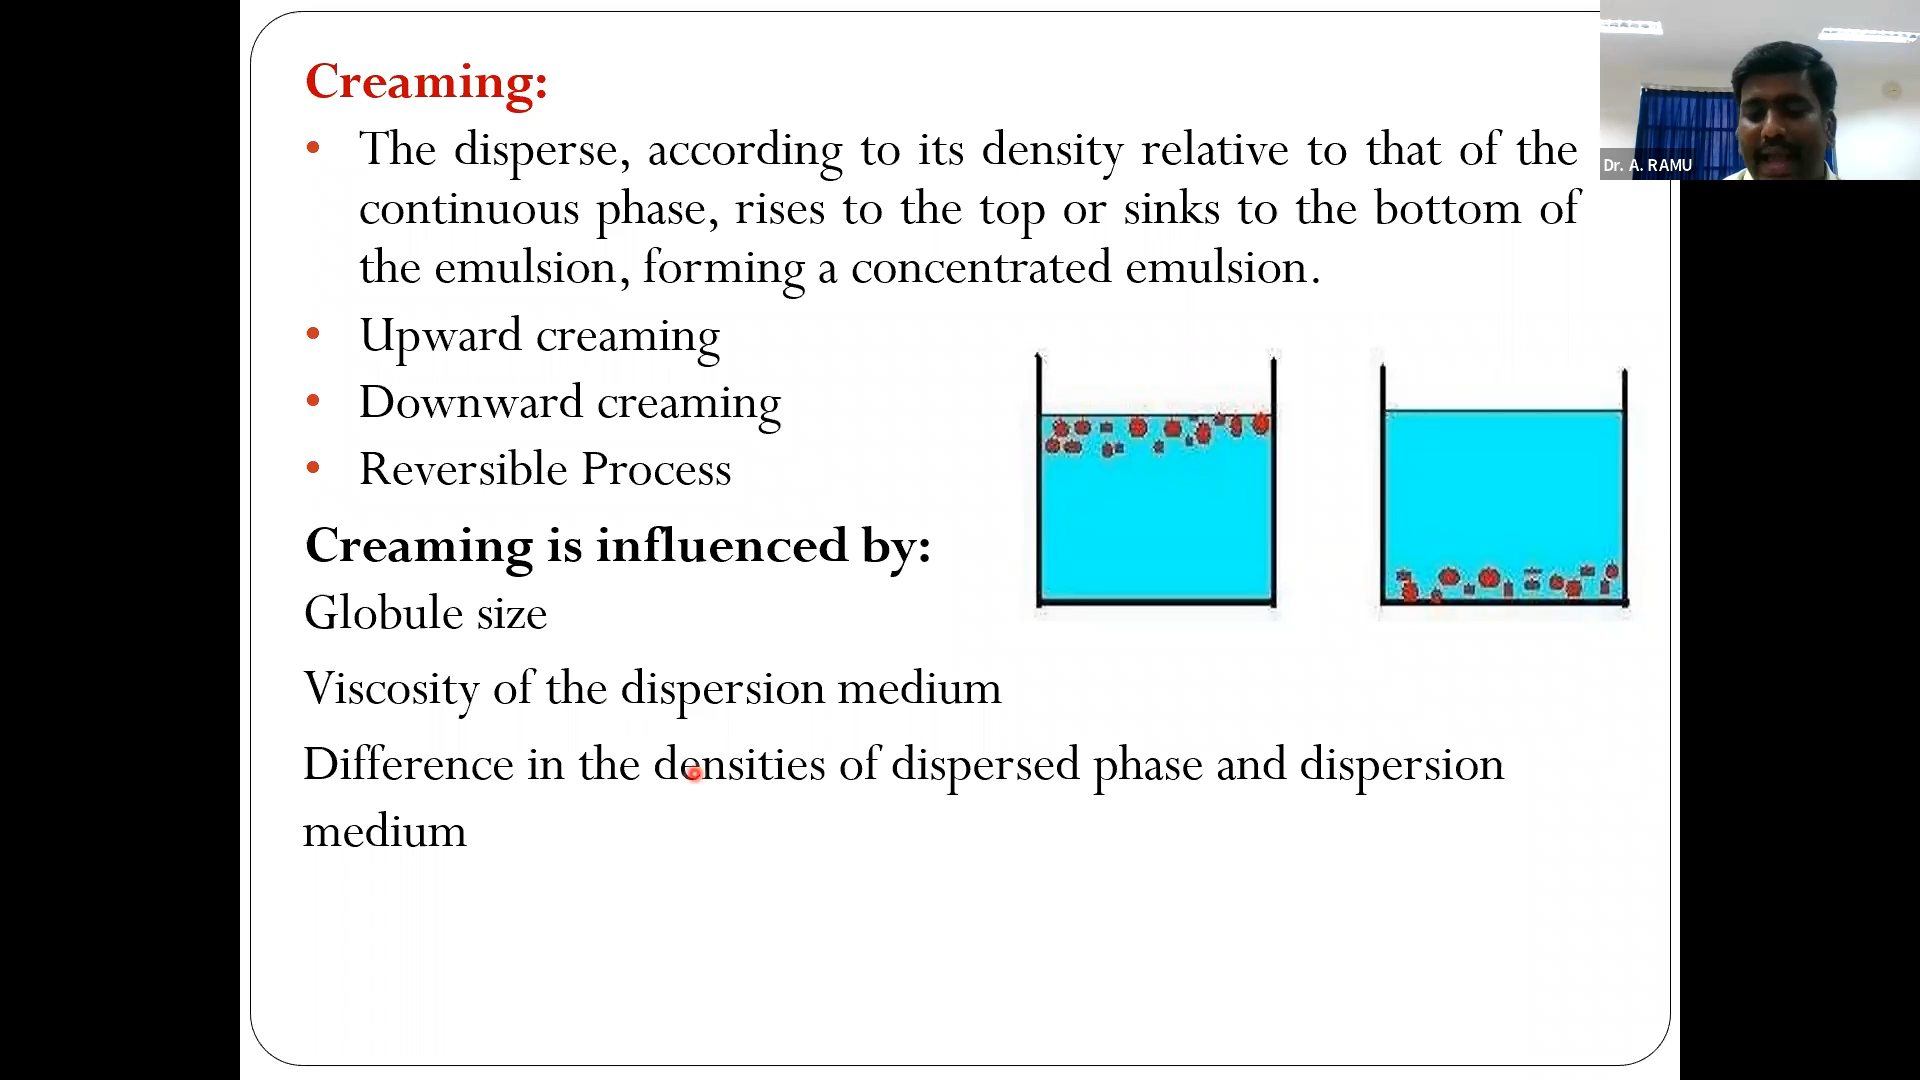 Creaming:
• The disperse, according to its density relative to that of the
continuous phase, rises to the top or sinks to the bottom of
the emulsion, forming a concentrated emulsion.
• Upward creaming
• Downward creaming
• Reversible Process
Creaming is influenced by:
Globule size
Viscosity of the dispersion medium
Difference in the densities of dispersed phase and dispersion
medium
Dr. A. RAMU